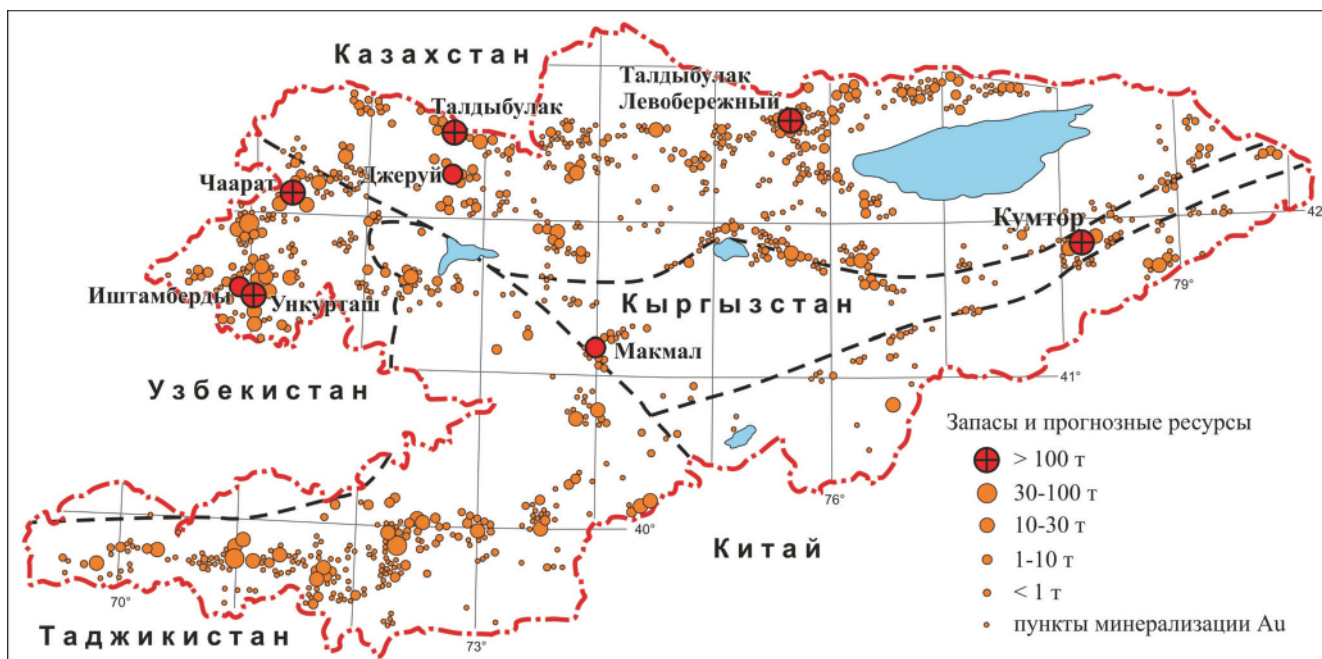 Казахстан
Талдыбулак
Талдыбулак
Левобережный
Чаарат
Джеруй
Кумтор
42
79°
Иштамберды
Ункурташ
Кыргызстан
Макмал
Узбекистан
41°
Запасы и прогнозные ресурсы
> 100 т
30-100 т
10-30 т
1-10 т
< 1 т
пункты минерализации Au
76°
40°
Китай
70°
73°
Таджикистан